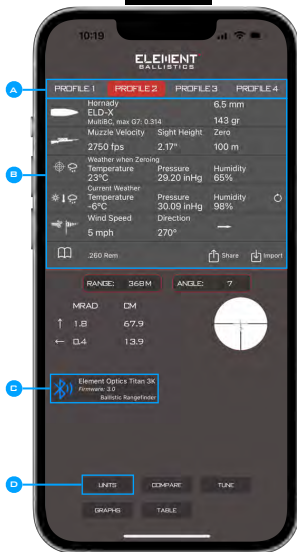 10:19
ELEMENT
BALLISTICS
A
PROFILE 1 PROFILE 2 PROFILE 3 PROFILE 4
Hornady 6.5 mm
ELD-X
MultiBC, max G7: 0.314 143 gr
Muzzle Velocity Sight Height Zero
2750 fps 2.17" 100 m
B
Weather when Zeroing
Temperature Pressure Humidity
23°C 29.20 inHg 65%
Current Weather
Temperature Pressure Humidity
-6°C 30.09 inHg 98%
Wind Speed Direction
5 mph 270°
.260 Rem Share Import
RANGE: 368M ANGLE: 7
MRAD CM
↑ 1.8 67.9
← 0.4 13.9
C
Element Optics Titan 3K
Firmware: 3.0
Ballistic Rangefinder
D
UNITS COMPARE TUNE
GRAPHS TABLE